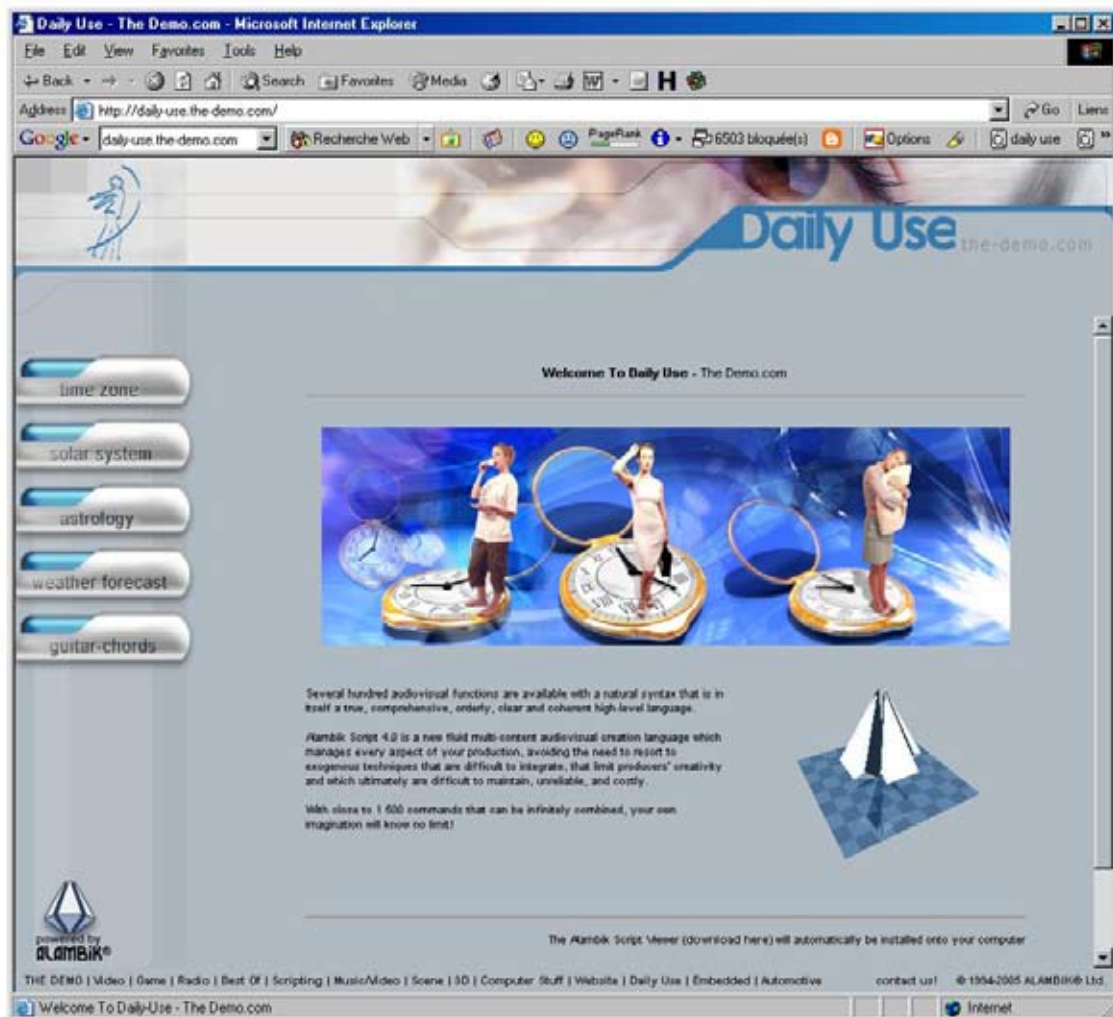 Daily Use - The Demo.com - Microsoft Internet Explorer
File Edit View Favorites Tools Help
Back Search Favorites Media W H
Address http://daily-use.the-demo.com/ Go Liens
Google daily-use.the-demo.com Recherche Web PageRank 6503 bloquée(s) Options daily use
Daily Use the-demo.com
Welcome To Daily Use - The Demo.com
time zone
solar system
astrology
weather forecast
guitar-chords
Several hundred audiovisual functions are available with a natural syntax that is in
itself a true, comprehensive, orderly, clear and coherent high-level language.
Alambik Script 4.0 is a new fluid multi-content audiovisual creation language which
manages every aspect of your production, avoiding the need to resort to
exogenous techniques that are difficult to integrate, that limit producers' creativity
and which ultimately are difficult to maintain, unreliable, and costly.
With close to 1 600 commands that can be infinitely combined, your own
imagination will know no limit!
powered by
ALAMBIK®
The Alambik Script Viewer (download here) will automatically be installed onto your computer
THE DEMO | Video | Game | Radio | Best Of | Scripting | Music/Video | Scene | 3D | Computer Stuff | Website | Daily Use | Embedded | Automotive contact us! © 1994-2005 ALAMBIK® Ltd.
Welcome To Daily-Use - The Demo.com Internet